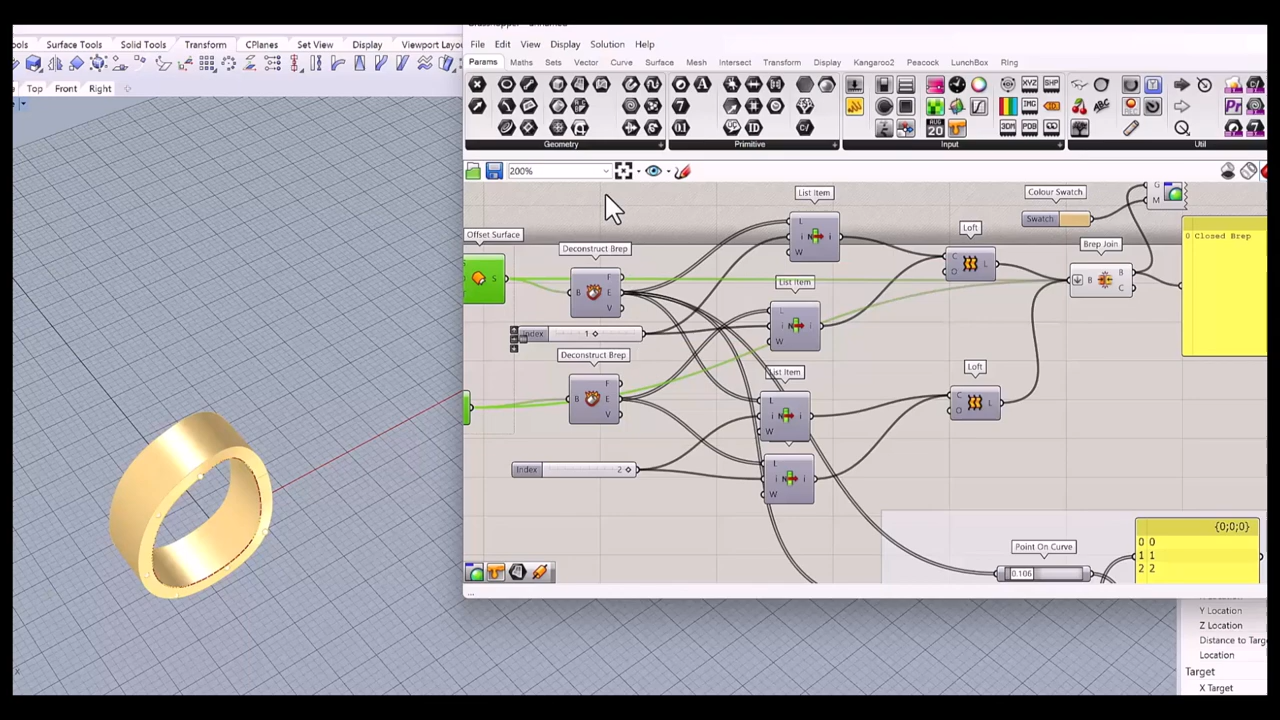 ools Surface Tools Solid Tools Transform CPlanes Set View Display Viewport Layou
Top Front Right
File Edit View Display Solution Help
Params Maths Sets Vector Curve Surface Mesh Intersect Transform Display Kangaroo2 Peacock LunchBox Ring
Geometry Primitive Input Util
200%
List Item
Colour Swatch
Swatch
G
M
Offset Surface
Deconstruct Brep
Loft
Brep Join
0 Closed Brep
S
B F E V
L i W i
C O L
B C
List Item
L i W i
Index 1
Deconstruct Brep
B F E V
List Item
L i W i
Loft
C O L
Index 2
L i W i
Point On Curve
0.106
{0;0;0}
0 0
1 1
2 2
...
X
Y Location
Z Location
Distance to Targe
Location
Target
X Target